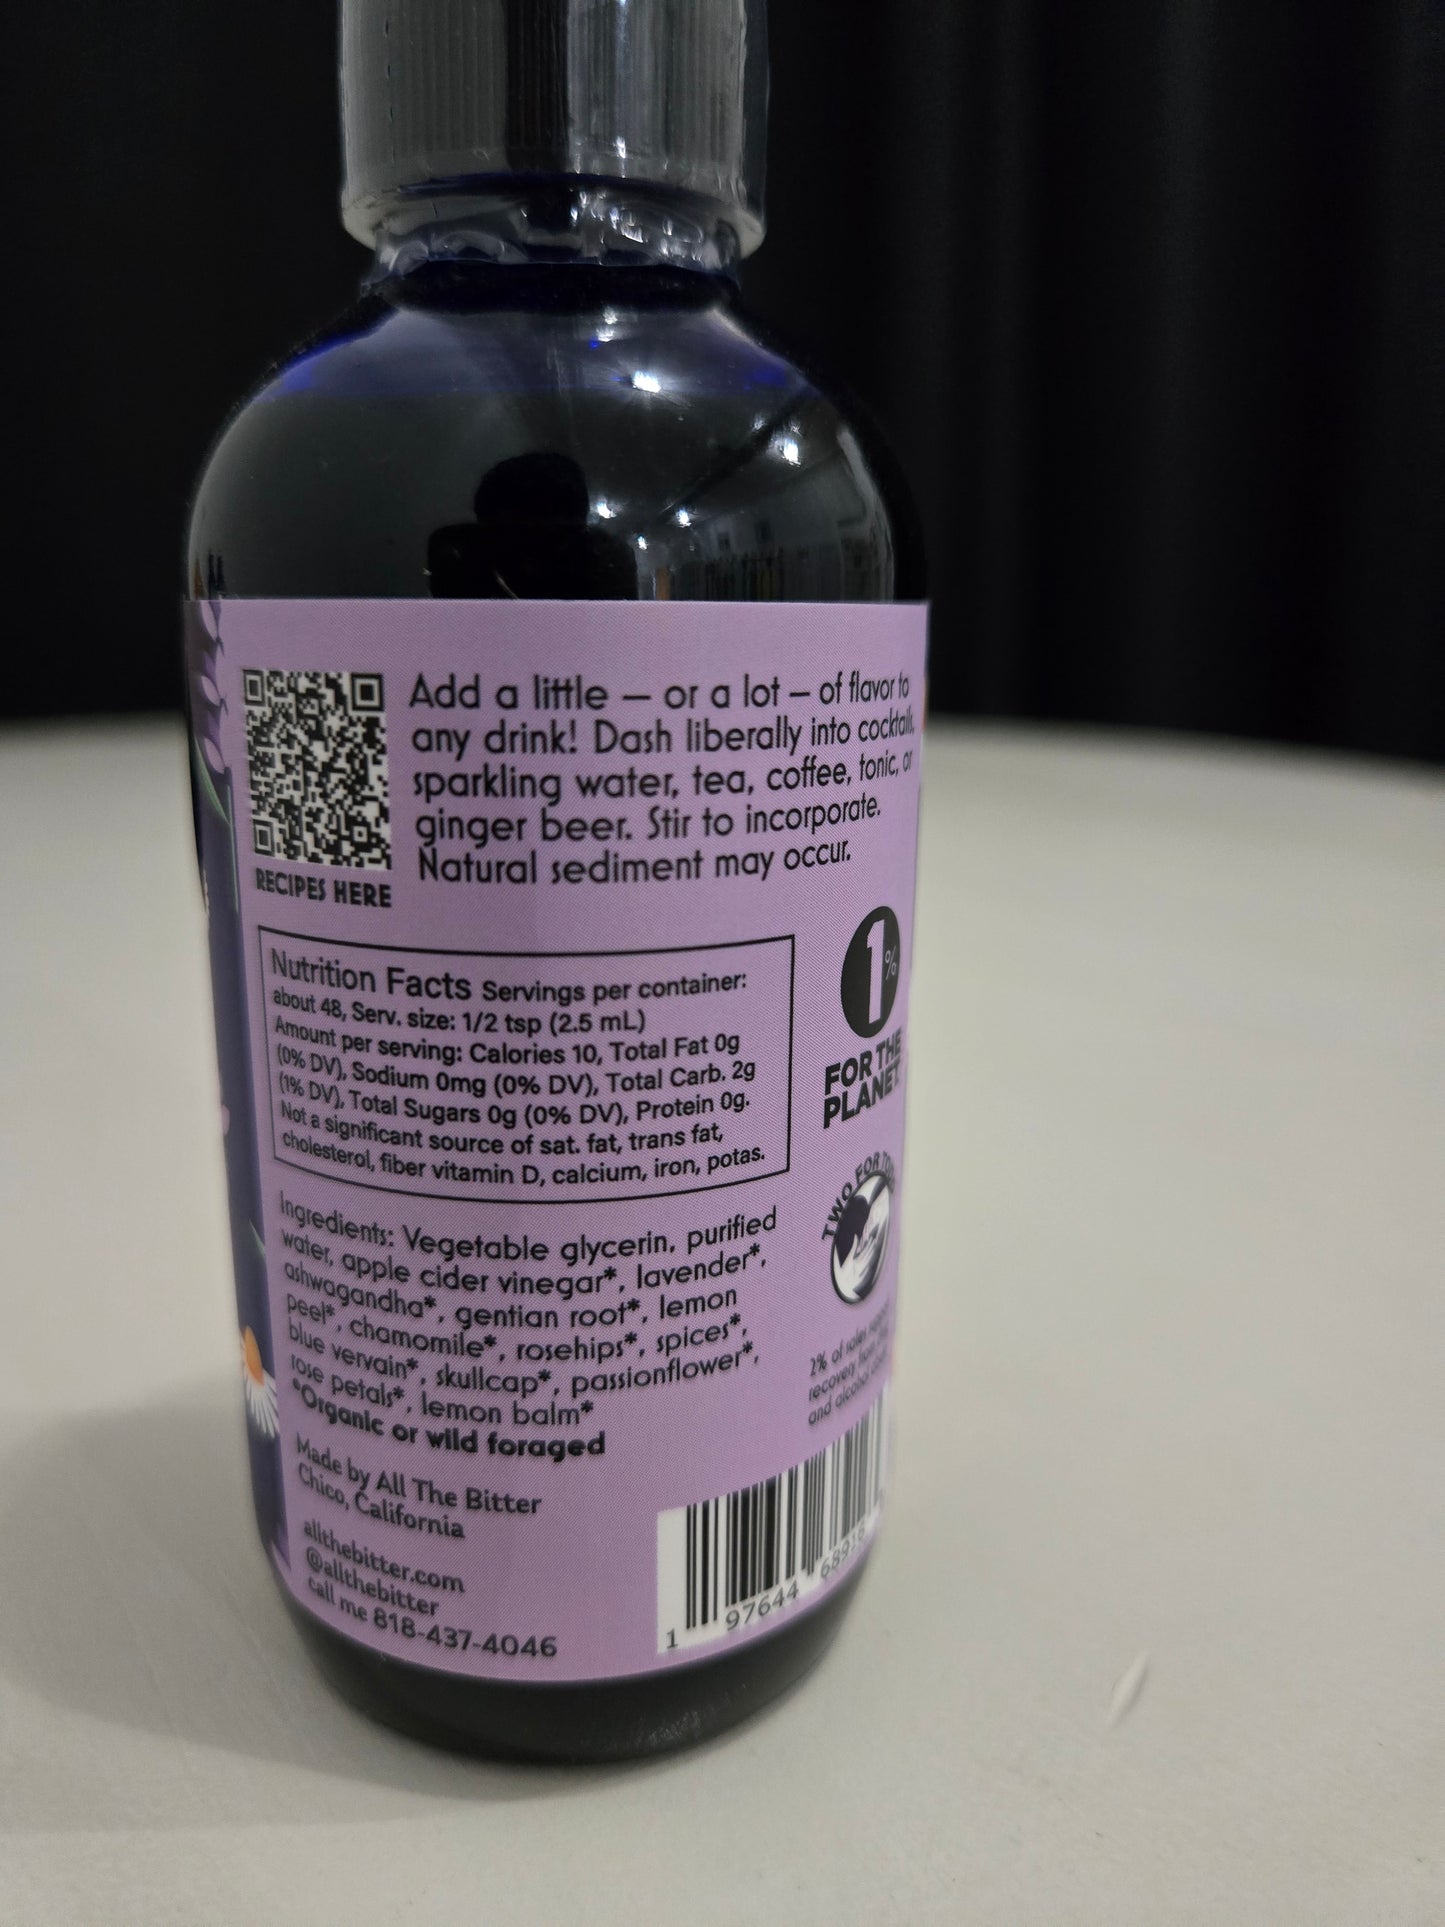 Add a little – or a lot – of flavor to
any drink! Dash liberally into cocktails,
sparkling water, tea, coffee, tonic, or
ginger beer. Stir to incorporate.
Natural sediment may occur.
RECIPES HERE
Nutrition Facts Servings per container:
about 48, Serv. size: 1/2 tsp (2.5 mL)
Amount per serving: Calories 10, Total Fat 0g
(0% DV), Sodium 0mg (0% DV), Total Carb. 2g
(1% DV), Total Sugars 0g (0% DV), Protein 0g.
Not a significant source of sat. fat, trans fat,
cholesterol, fiber vitamin D, calcium, iron, potas.
1%
FOR THE
PLANET
TWO FOR
Ingredients: Vegetable glycerin, purified
water, apple cider vinegar*, lavender*,
ashwagandha*, gentian root*, lemon
peel*, chamomile*, rosehips*, spices*,
blue vervain*, skullcap*, passionflower*,
rose petals*, lemon balm*
*Organic or wild foraged
2% of sales
recovery from
and alcohol
Made by All The Bitter
Chico, California
allthebitter.com
@allthebitter
call me 818-437-4046
1 97644 68916